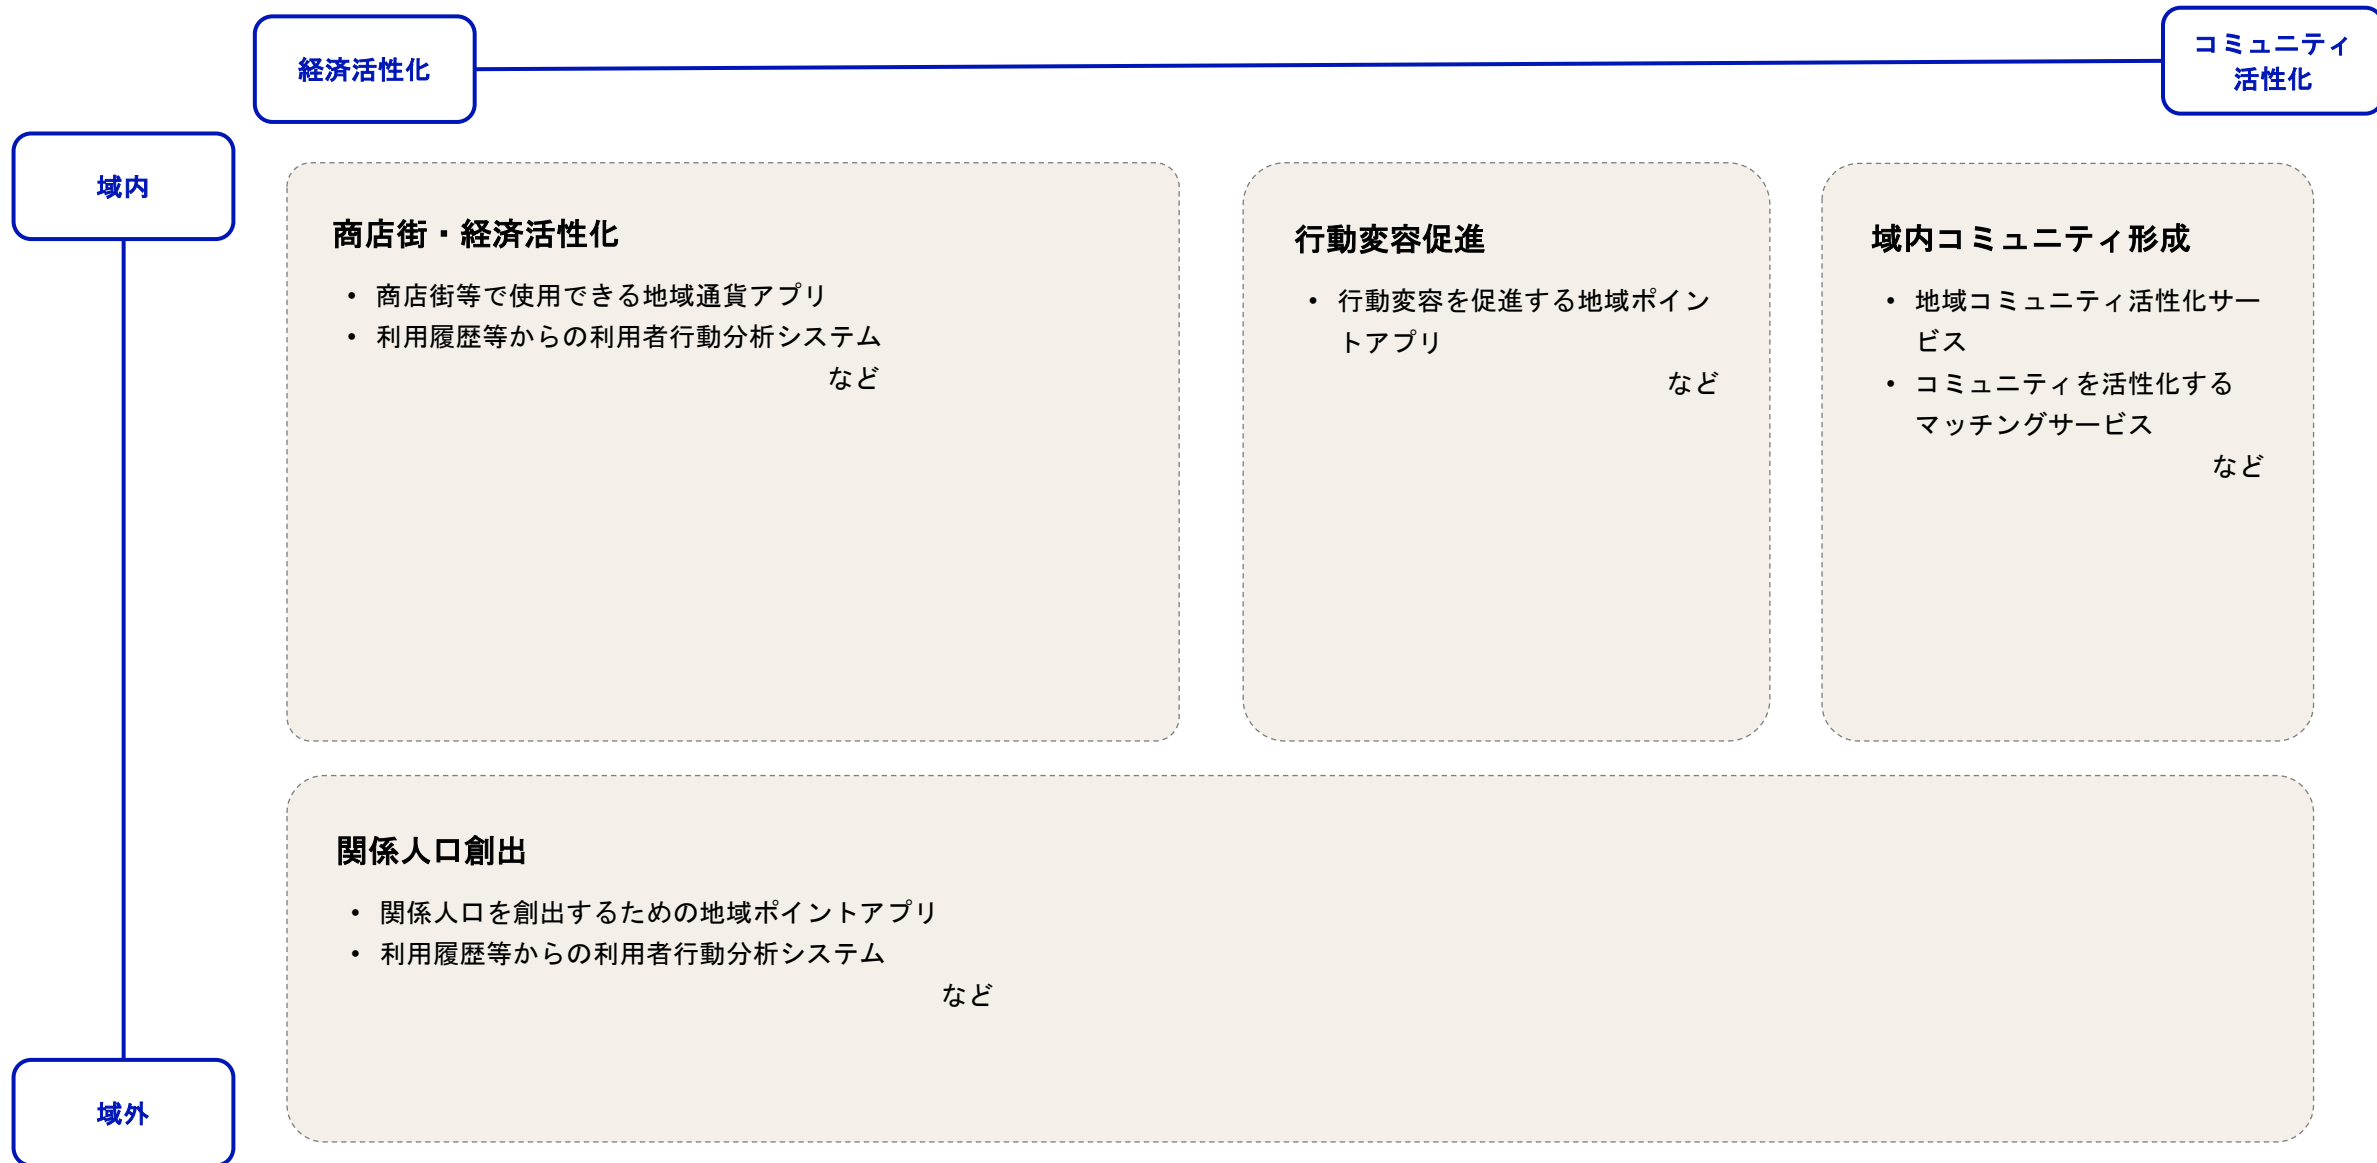 経済活性化
コミュニティ
活性化
域内
商店街・経済活性化
• 商店街等で使用できる地域通貨アプリ
• 利用履歴等からの利用者行動分析システム
など
行動変容促進
• 行動変容を促進する地域ポイン
トアプリ
など
域内コミュニティ形成
• 地域コミュニティ活性化サー
ビス
• コミュニティを活性化する
マッチングサービス
など
関係人口創出
• 関係人口を創出するための地域ポイントアプリ
• 利用履歴等からの利用者行動分析システム
など
域外